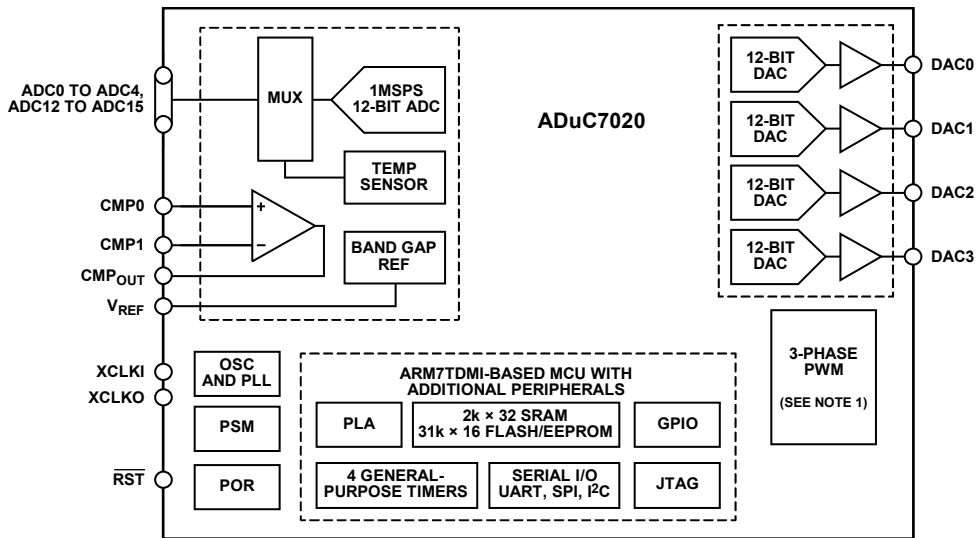 ADC0 TO ADC4,
ADC12 TO ADC15
MUX
1MSPS
12-BIT ADC
TEMP
SENSOR
CMP0
+
CMP1
−
CMPOUT
BAND GAP
REF
VREF
ADuC7020
12-BIT
DAC
DAC0
12-BIT
DAC
DAC1
12-BIT
DAC
DAC2
12-BIT
DAC
DAC3
3-PHASE
PWM
(SEE NOTE 1)
XCLKI
XCLKO
OSC
AND PLL
PSM
RST
POR
ARM7TDMI-BASED MCU WITH
ADDITIONAL PERIPHERALS
PLA
2k × 32 SRAM
31k × 16 FLASH/EEPROM
GPIO
4 GENERAL-
PURPOSE TIMERS
SERIAL I/O
UART, SPI, I²C
JTAG